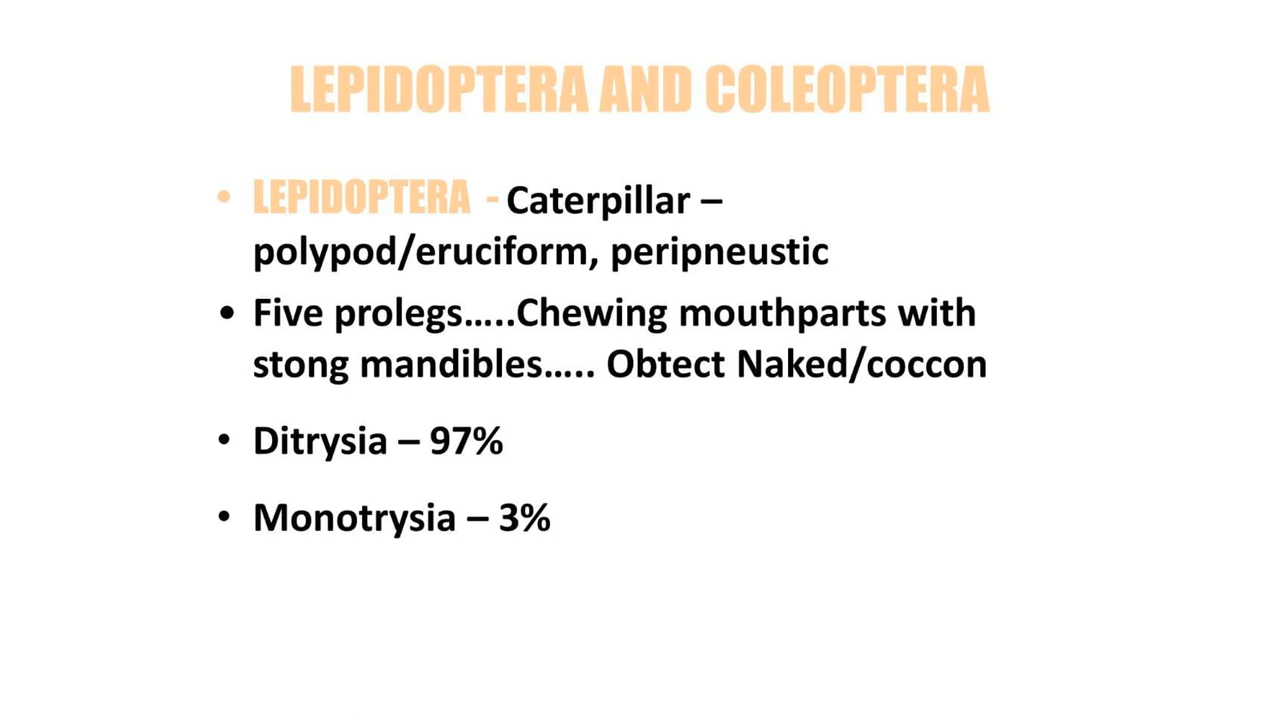 LEPIDOPTERA AND COLEOPTERA
• LEPIDOPTERA - Caterpillar –
polypod/eruciform, peripneustic
• Five prolegs…..Chewing mouthparts with
stong mandibles….. Obtect Naked/coccon
• Ditrysia – 97%
• Monotrysia – 3%